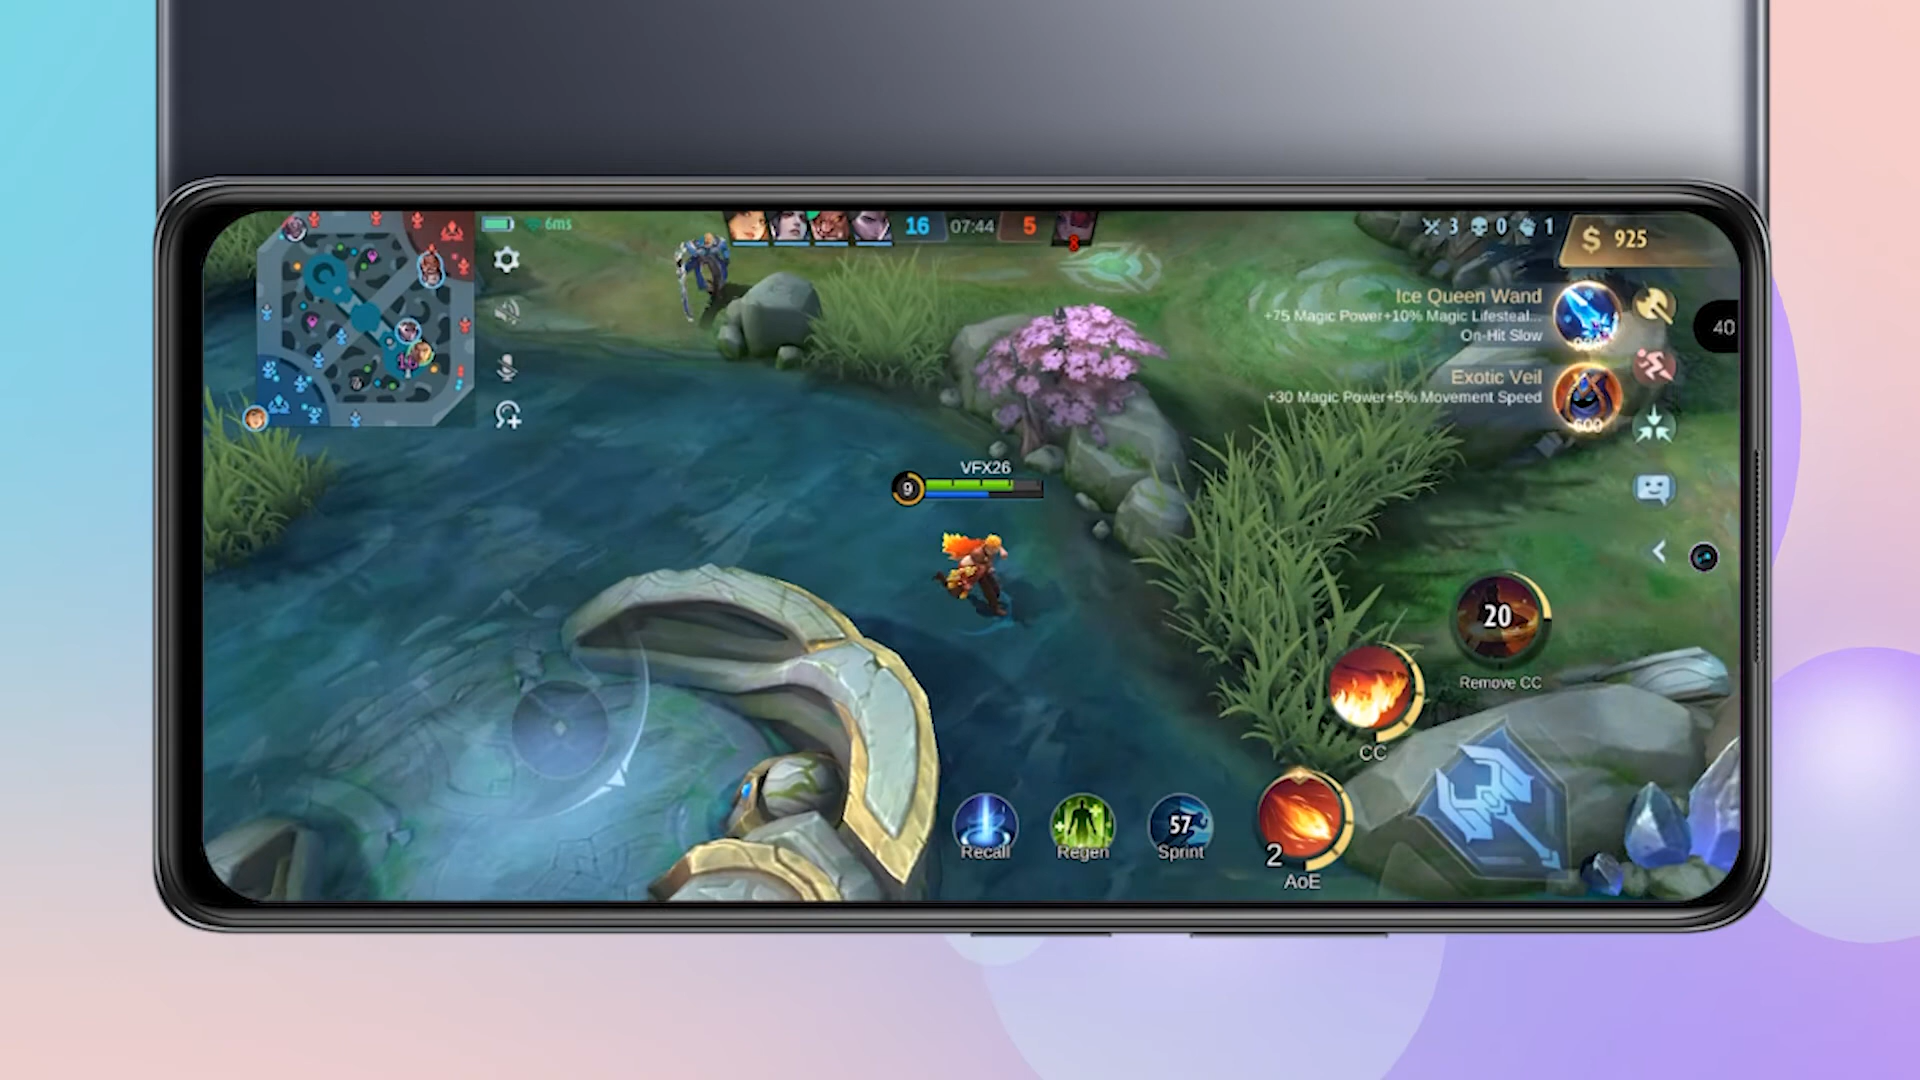 6ms
16 07:44 5
8
3 0 1
$ 925
Ice Queen Wand
+75 Magic Power+10% Magic Lifesteal...
On-Hit Slow
Exotic Veil
+30 Magic Power+5% Movement Speed
600
40
VFX26
9
20
Remove CC
CC
57
Recall
Regen
Sprint
2
AoE